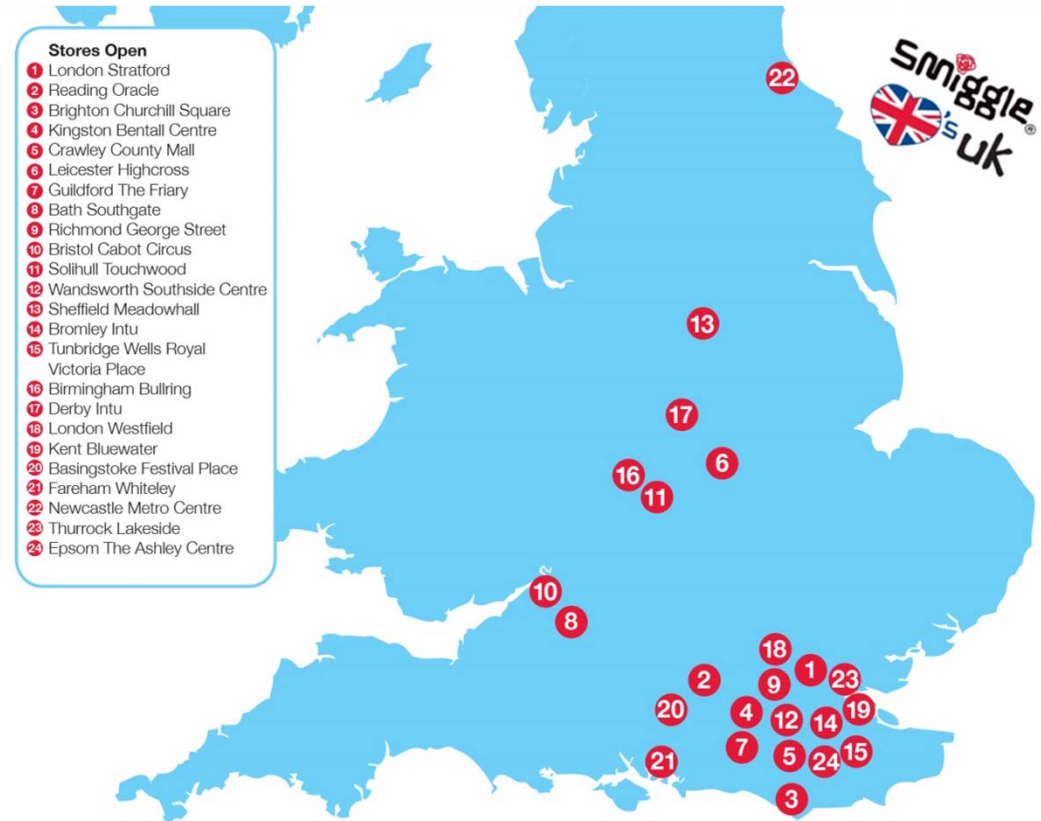 Stores Open
1 London Stratford
2 Reading Oracle
3 Brighton Churchill Square
4 Kingston Bentall Centre
5 Crawley County Mall
6 Leicester Highcross
7 Guildford The Friary
8 Bath Southgate
9 Richmond George Street
10 Bristol Cabot Circus
11 Solihull Touchwood
12 Wandsworth Southside Centre
13 Sheffield Meadowhall
14 Bromley Intu
15 Tunbridge Wells Royal
Victoria Place
16 Birmingham Bullring
17 Derby Intu
18 London Westfield
19 Kent Bluewater
20 Basingstoke Festival Place
21 Fareham Whiteley
22 Newcastle Metro Centre
23 Thurrock Lakeside
24 Epsom The Ashley Centre
smiggle®
's
uk
22
13
17
6
16
11
10
8
18
1
2
9
23
20
4
12
14
19
7
5
24
15
21
3